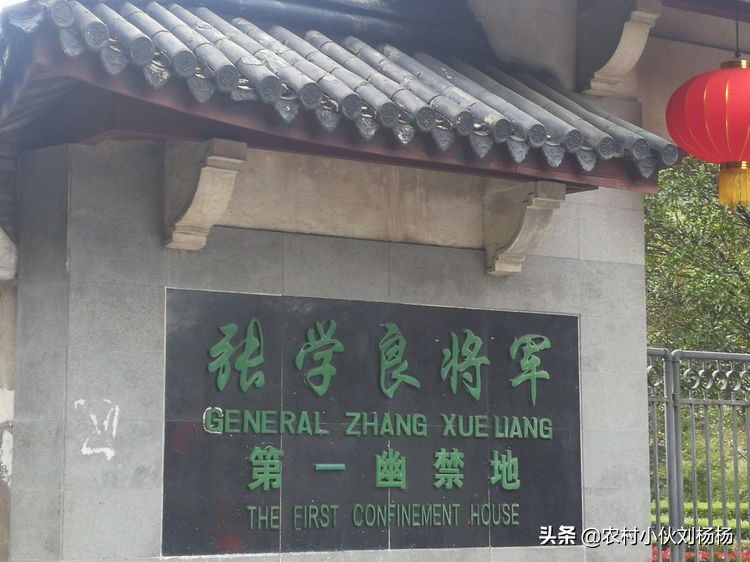 张学良将军
GENERAL ZHANG XUE LIANG
第一幽禁地
THE FIRST CONFINEMENT HOUSE
头条 @农村小伙刘杨杨